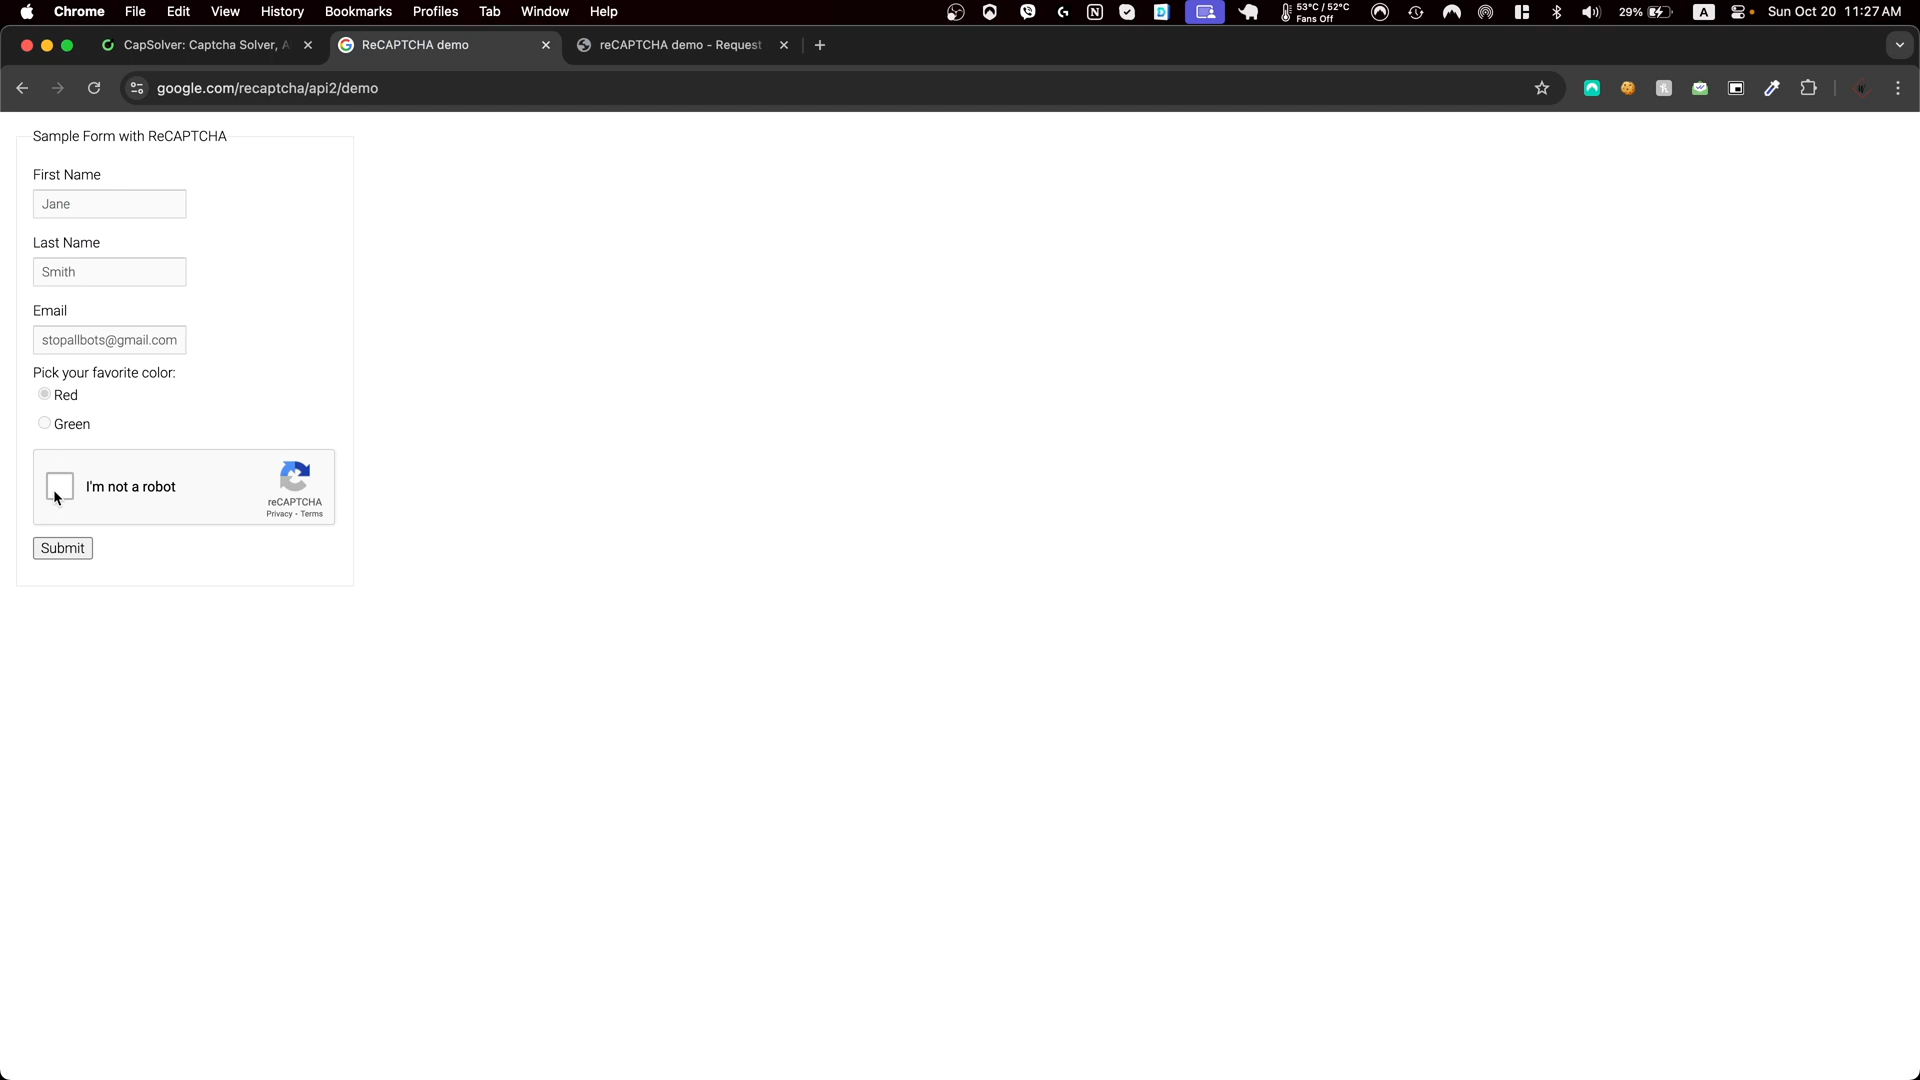 Chrome File Edit View History Bookmarks Profiles Tab Window Help 53°C / 52°C Fans Off 29% A Sun Oct 20 11:27 AM
CapSolver: Captcha Solver, A ReCAPTCHA demo reCAPTCHA demo - Request
google.com/recaptcha/api2/demo
Sample Form with ReCAPTCHA
First Name
Jane
Last Name
Smith
Email
stopallbots@gmail.com
Pick your favorite color:
Red
Green
I'm not a robot
reCAPTCHA
Privacy - Terms
Submit